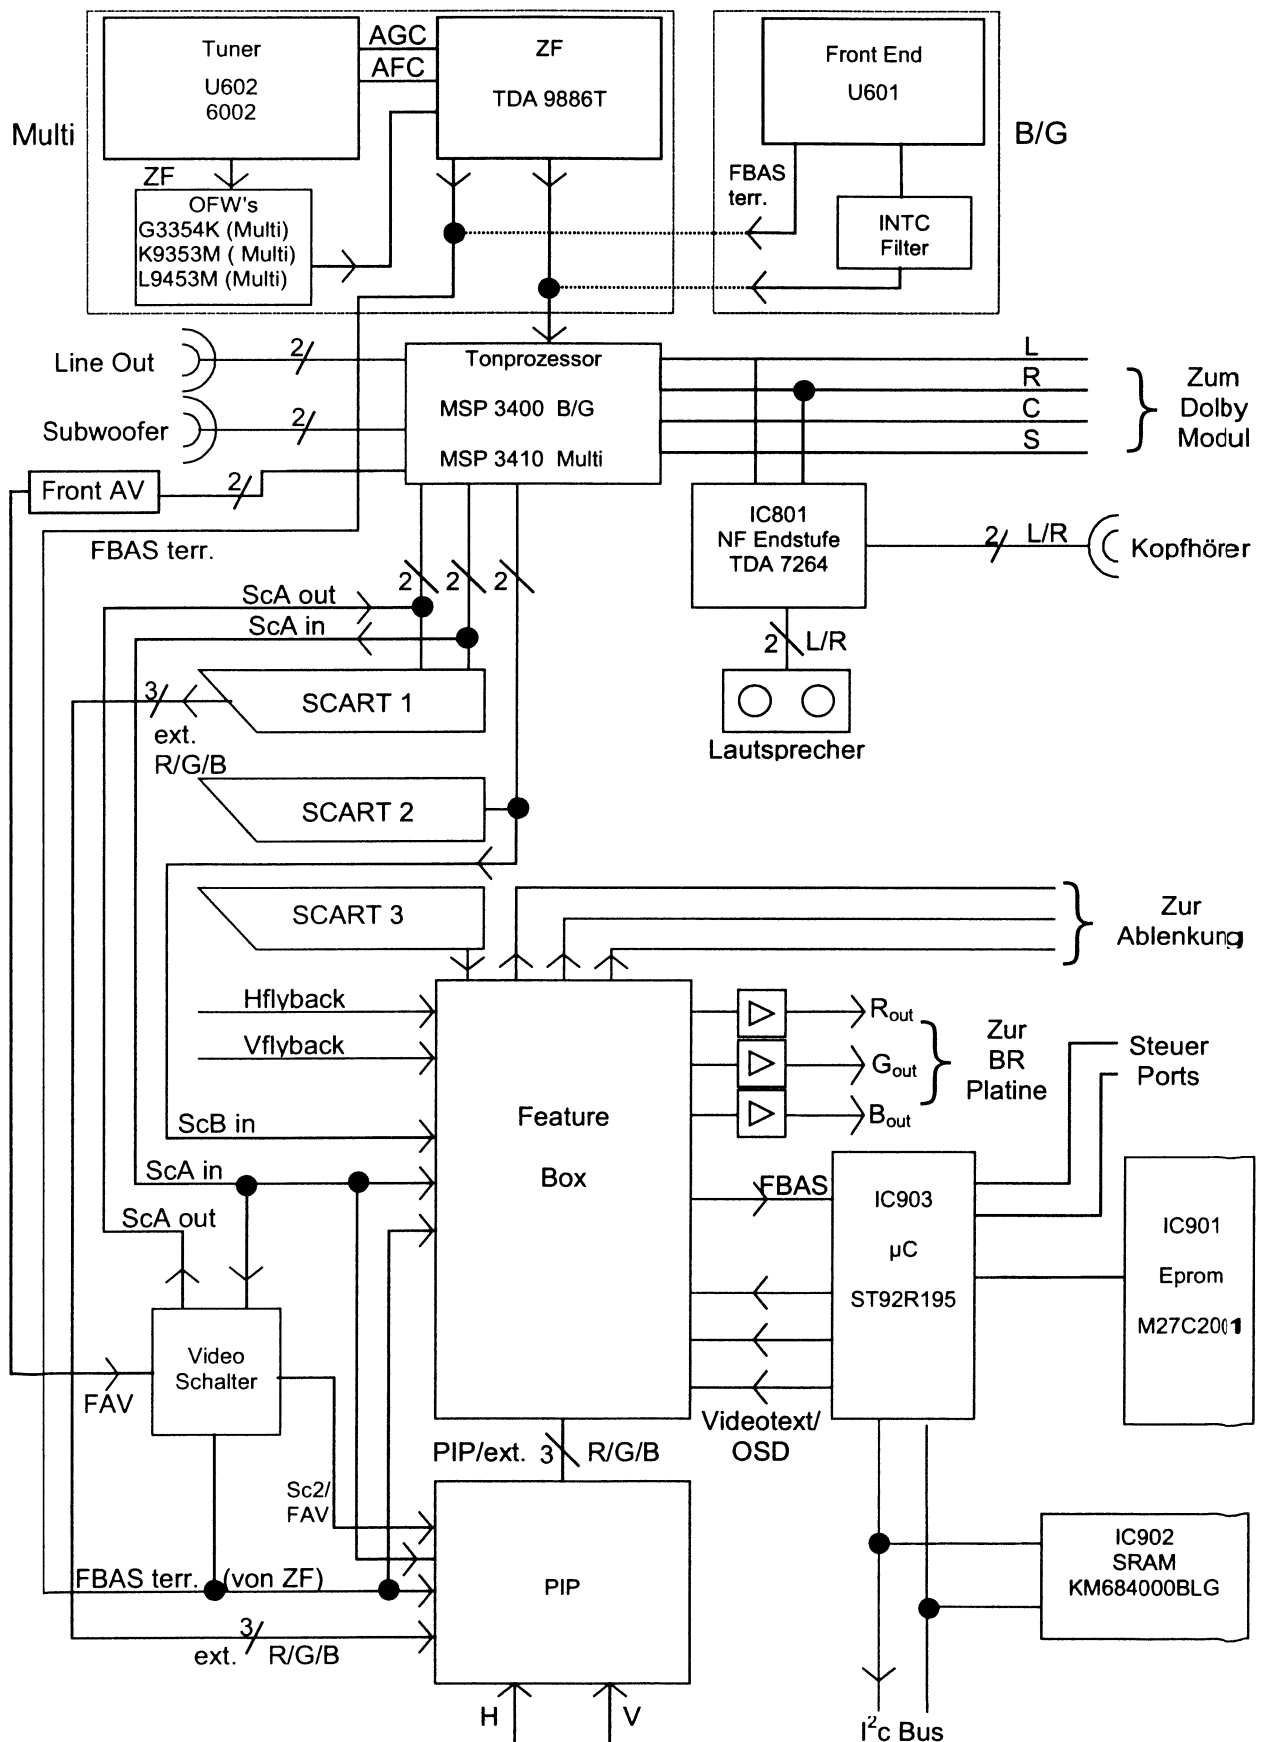 Tuner
U602
6002
AGC
AFC
ZF
TDA 9886T
Front End
U601
Multi
B/G
ZF
OFW's
G3354K (Multi)
K9353M ( Multi)
L9453M (Multi)
FBAS
terr.
INTC
Filter
Line Out
2
Subwoofer
2
Front AV
2
Tonprozessor
MSP 3400 B/G
MSP 3410 Multi
L
R
C
S
Zum
Dolby
Modul
IC801
NF Endstufe
TDA 7264
2
L/R
Kopfhörer
FBAS terr.
2
2
2
ScA out
ScA in
2
L/R
Lautsprecher
3
SCART 1
ext.
R/G/B
SCART 2
SCART 3
Zur
Ablenkung
Hflyback
Vflyback
ScB in
ScA in
ScA out
Feature
Box
Rout
Gout
Bout
Zur
BR
Platine
Steuer
Ports
FBAS
IC903
µC
ST92R195
IC901
Eprom
M27C2001
Video
Schalter
FAV
Videotext/
OSD
PIP/ext.
3
R/G/B
Sc2/
FAV
FBAS terr.
(von ZF)
3
ext.
R/G/B
PIP
H
V
IC902
SRAM
KM684000BLG
I²c Bus